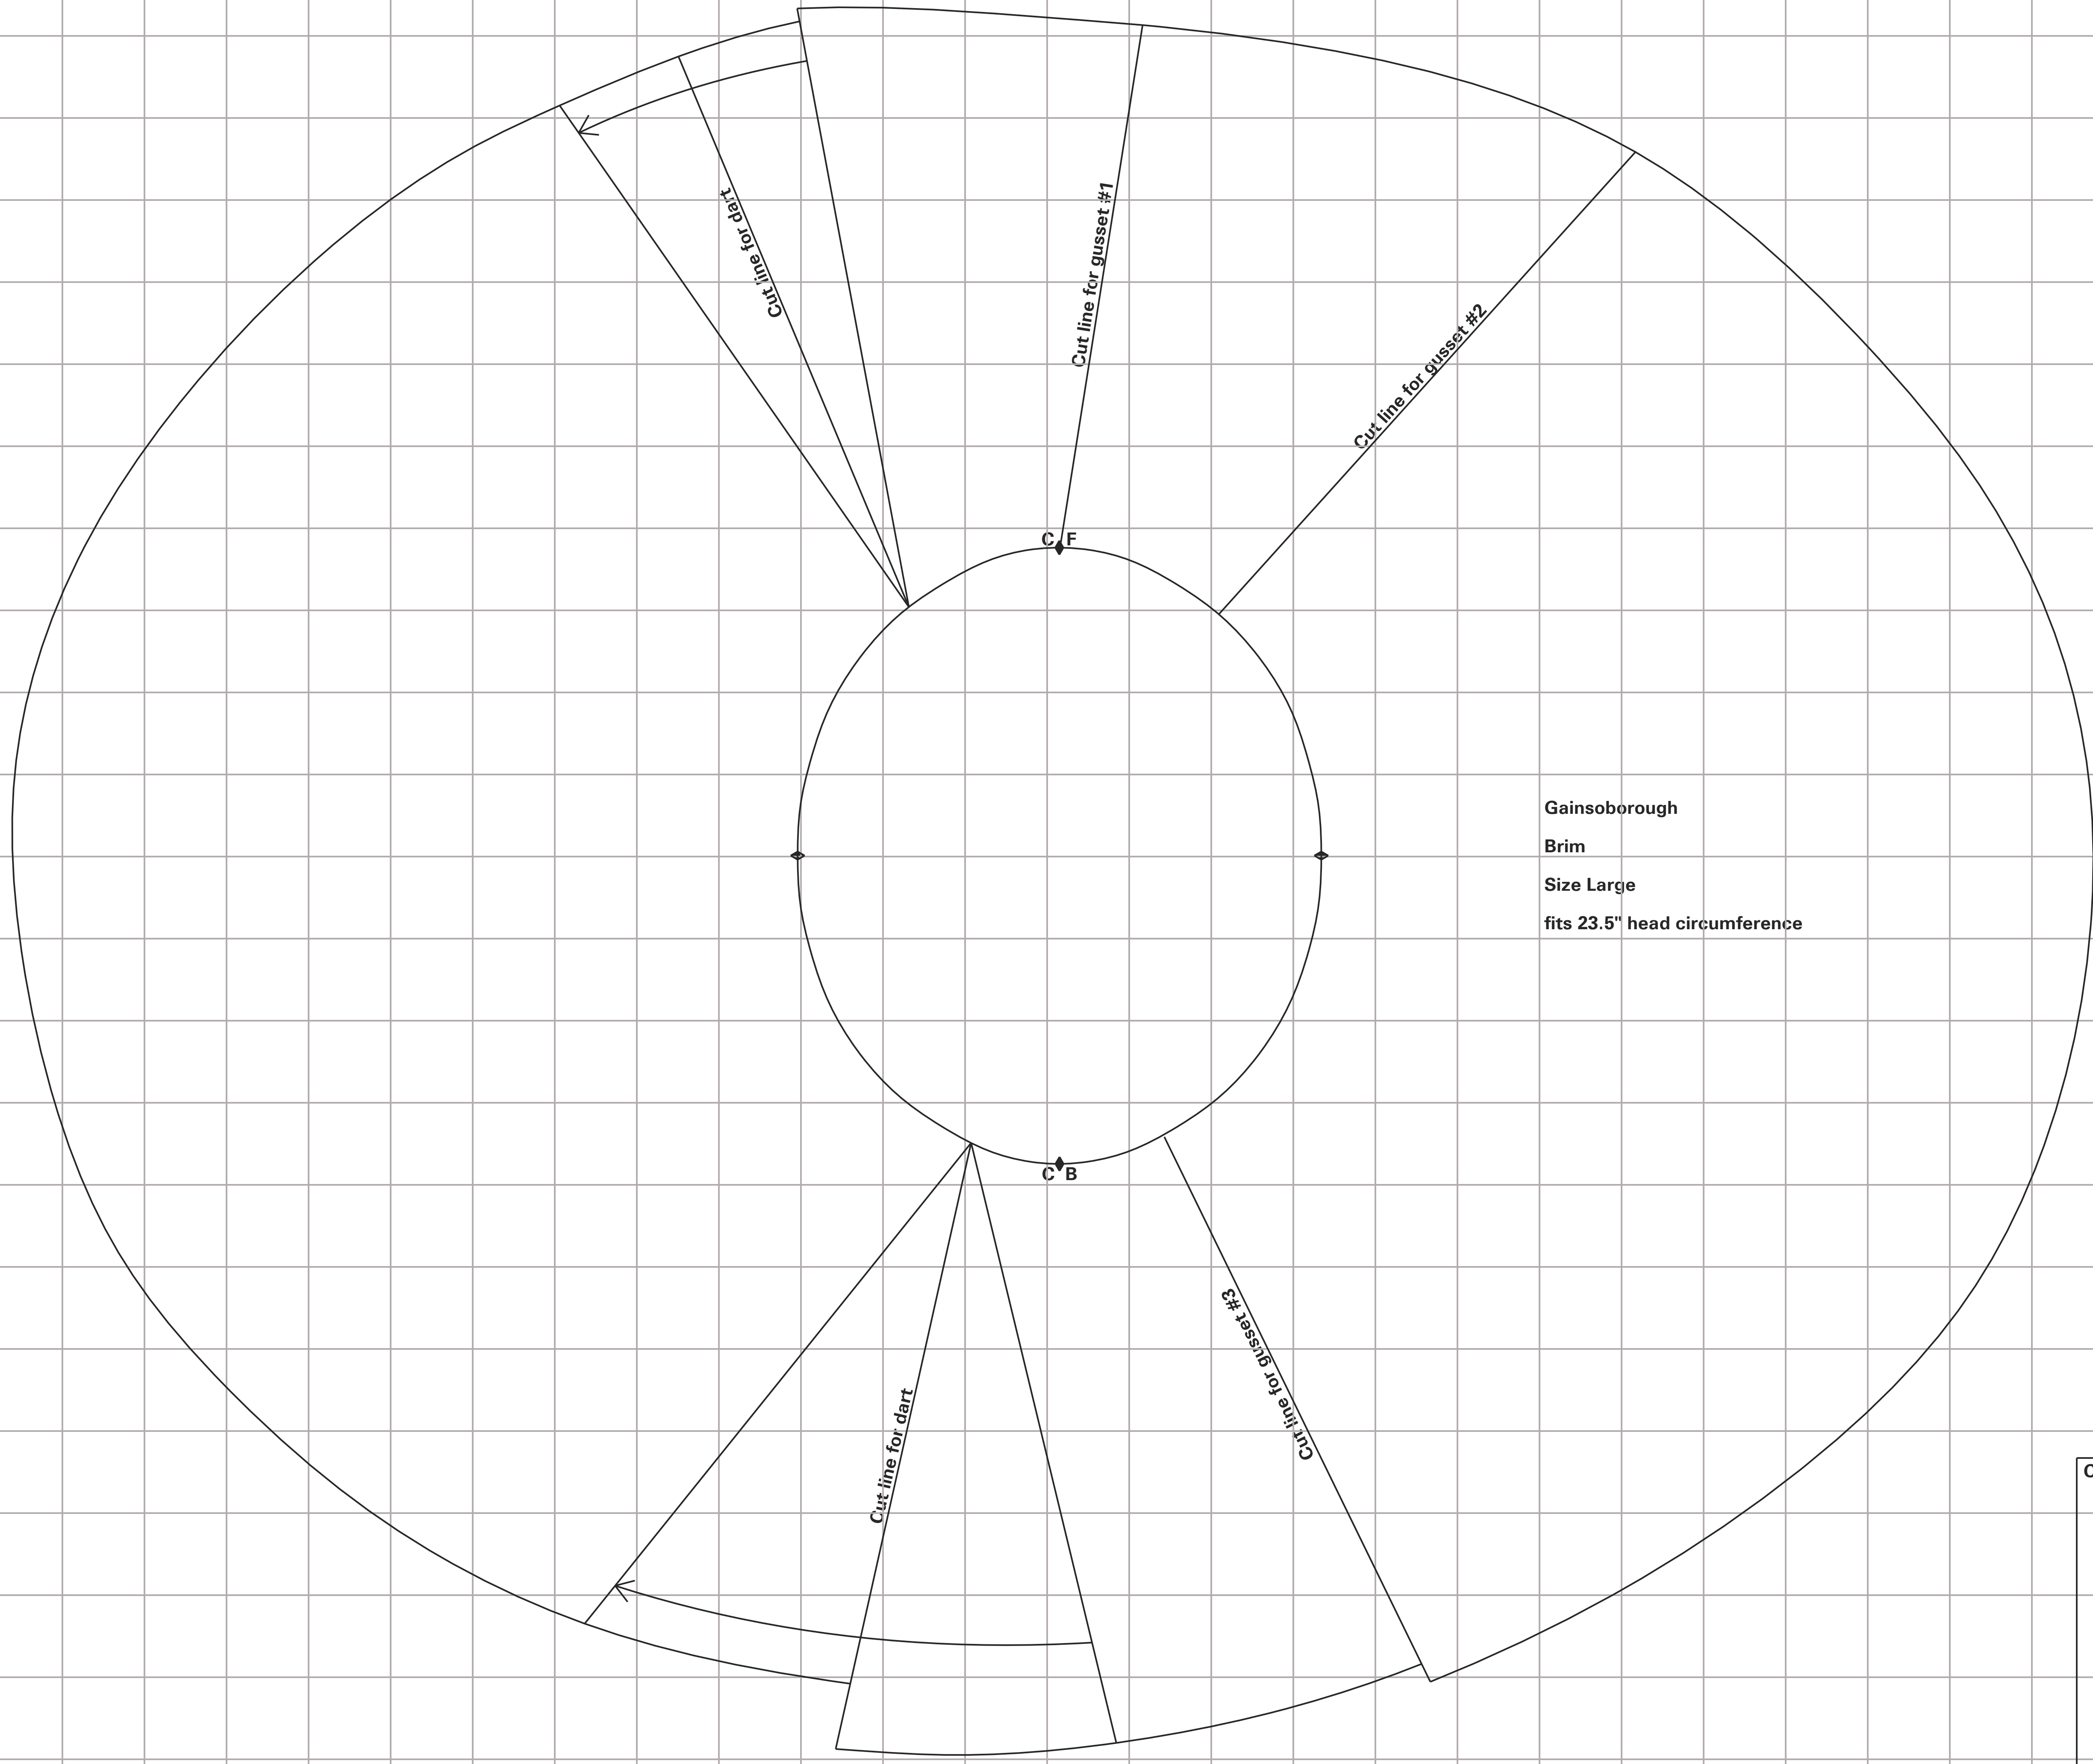 Cut line for dart
Cut line for gusset #1
Cut line for gusset #2
C F
Gainsoborough
Brim
Size Large
fits 23.5" head circumference
C B
Cut line for gusset #3
Cut line for dart